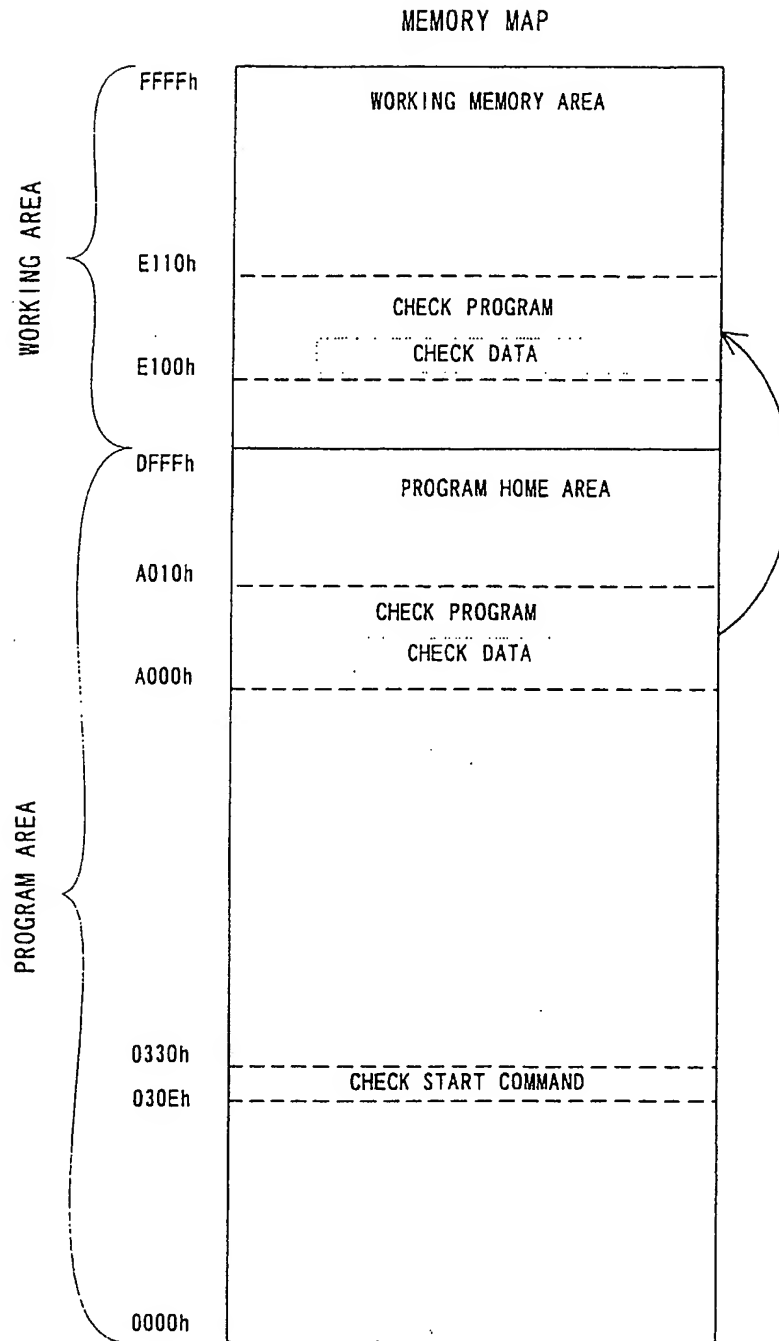 MEMORY MAP
FFFFh
WORKING MEMORY AREA
WORKING AREA
E110h
CHECK PROGRAM
CHECK DATA
E100h
DFFFh
PROGRAM HOME AREA
A010h
CHECK PROGRAM
CHECK DATA
A000h
PROGRAM AREA
0330h
CHECK START COMMAND
030Eh
0000h